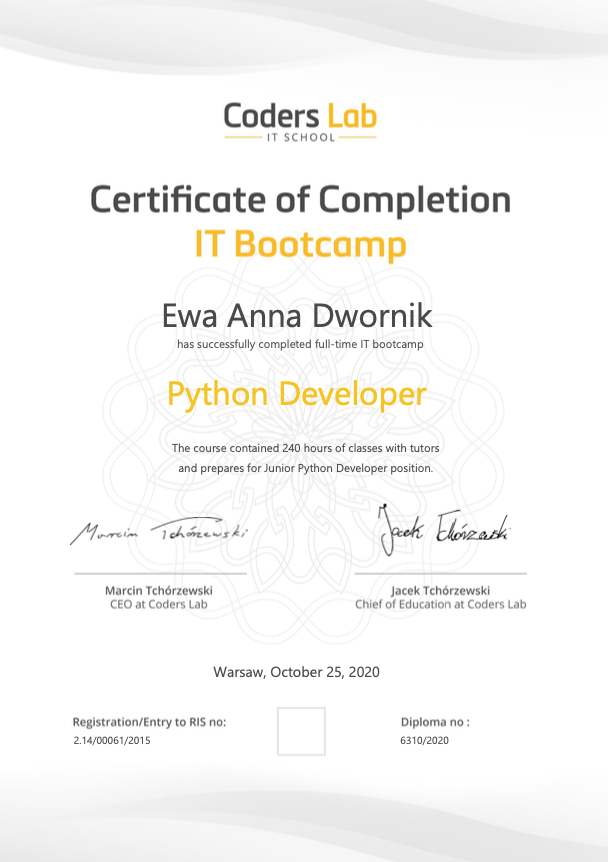 Coders Lab
IT SCHOOL
Certificate of Completion
IT Bootcamp
Ewa Anna Dwornik
has successfully completed full-time IT bootcamp
Python Developer
The course contained 240 hours of classes with tutors
and prepares for Junior Python Developer position.
Marcin Tchórzewski
Jacek Tchórzewski
Marcin Tchórzewski
CEO at Coders Lab
Jacek Tchórzewski
Chief of Education at Coders Lab
Warsaw, October 25, 2020
Registration/Entry to RIS no:
2.14/00061/2015
Diploma no :
6310/2020